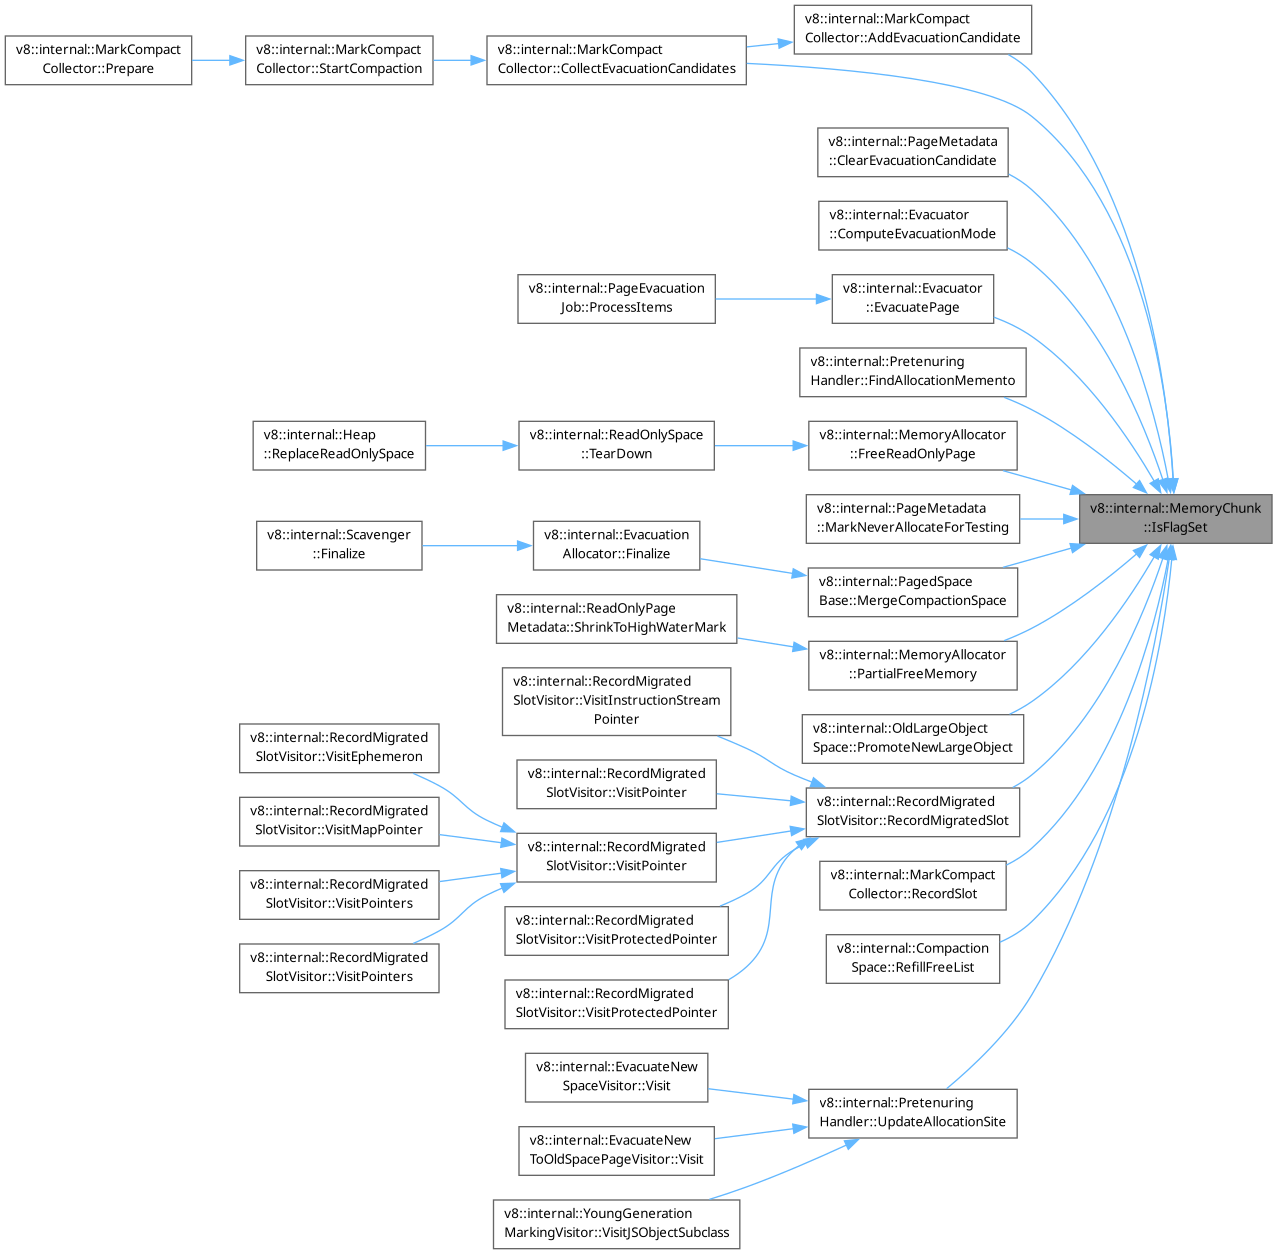 v8::internal::MarkCompact
Collector::Prepare
v8::internal::MarkCompact
Collector::StartCompaction
v8::internal::MarkCompact
Collector::CollectEvacuationCandidates
v8::internal::MarkCompact
Collector::AddEvacuationCandidate
v8::internal::PageMetadata
::ClearEvacuationCandidate
v8::internal::Evacuator
::ComputeEvacuationMode
v8::internal::PageEvacuation
Job::ProcessItems
v8::internal::Evacuator
::EvacuatePage
v8::internal::Pretenuring
Handler::FindAllocationMemento
v8::internal::Heap
::ReplaceReadOnlySpace
v8::internal::ReadOnlySpace
::TearDown
v8::internal::MemoryAllocator
::FreeReadOnlyPage
v8::internal::MemoryChunk
::IsFlagSet
v8::internal::PageMetadata
::MarkNeverAllocateForTesting
v8::internal::Scavenger
::Finalize
v8::internal::Evacuation
Allocator::Finalize
v8::internal::PagedSpace
Base::MergeCompactionSpace
v8::internal::ReadOnlyPage
Metadata::ShrinkToHighWaterMark
v8::internal::MemoryAllocator
::PartialFreeMemory
v8::internal::RecordMigrated
SlotVisitor::VisitInstructionStream
Pointer
v8::internal::OldLargeObject
Space::PromoteNewLargeObject
v8::internal::RecordMigrated
SlotVisitor::VisitEphemeron
v8::internal::RecordMigrated
SlotVisitor::VisitPointer
v8::internal::RecordMigrated
SlotVisitor::RecordMigratedSlot
v8::internal::RecordMigrated
SlotVisitor::VisitMapPointer
v8::internal::RecordMigrated
SlotVisitor::VisitPointer
v8::internal::RecordMigrated
SlotVisitor::VisitPointers
v8::internal::MarkCompact
Collector::RecordSlot
v8::internal::RecordMigrated
SlotVisitor::VisitProtectedPointer
v8::internal::RecordMigrated
SlotVisitor::VisitPointers
v8::internal::Compaction
Space::RefillFreeList
v8::internal::RecordMigrated
SlotVisitor::VisitProtectedPointer
v8::internal::EvacuateNew
SpaceVisitor::Visit
v8::internal::Pretenuring
Handler::UpdateAllocationSite
v8::internal::EvacuateNew
ToOldSpacePageVisitor::Visit
v8::internal::YoungGeneration
MarkingVisitor::VisitJSObjectSubclass